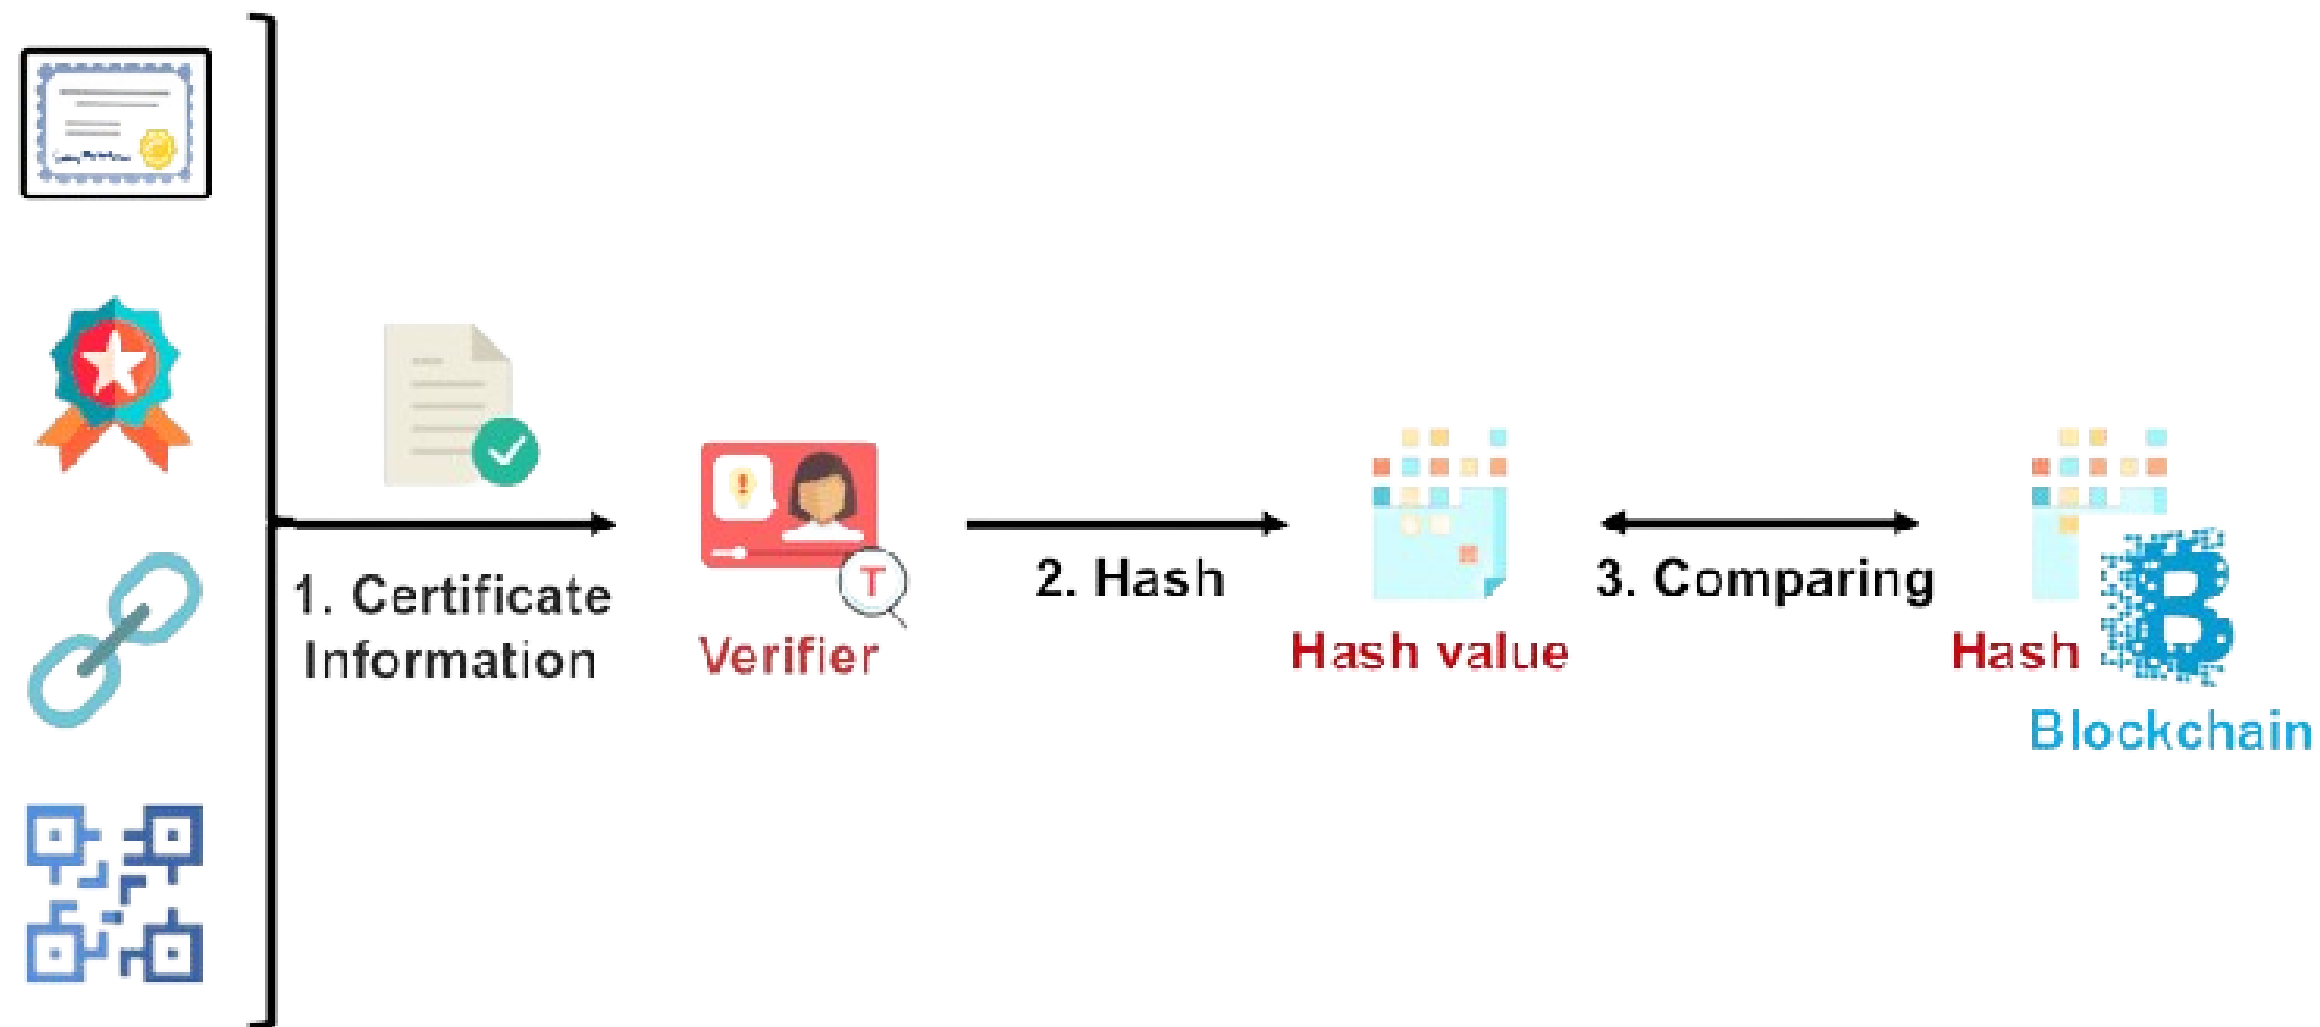 1. Certificate
Information
T
Verifier
2. Hash
Hash value
3. Comparing
Hash
Blockchain